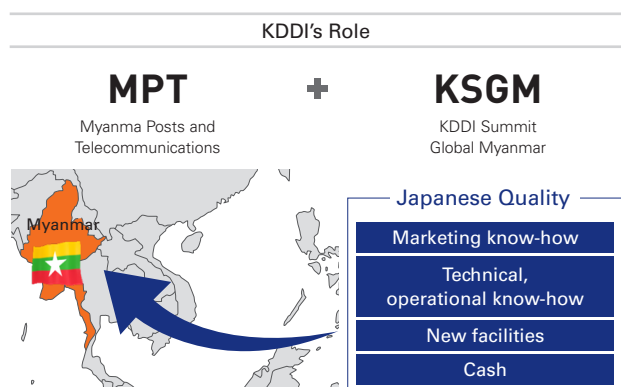 KDDI's Role
MPT
Myanma Posts and
Telecommunications
+
KSGM
KDDI Summit
Global Myanmar
Myanmar
Japanese Quality
Marketing know-how
Technical,
operational know-how
New facilities
Cash